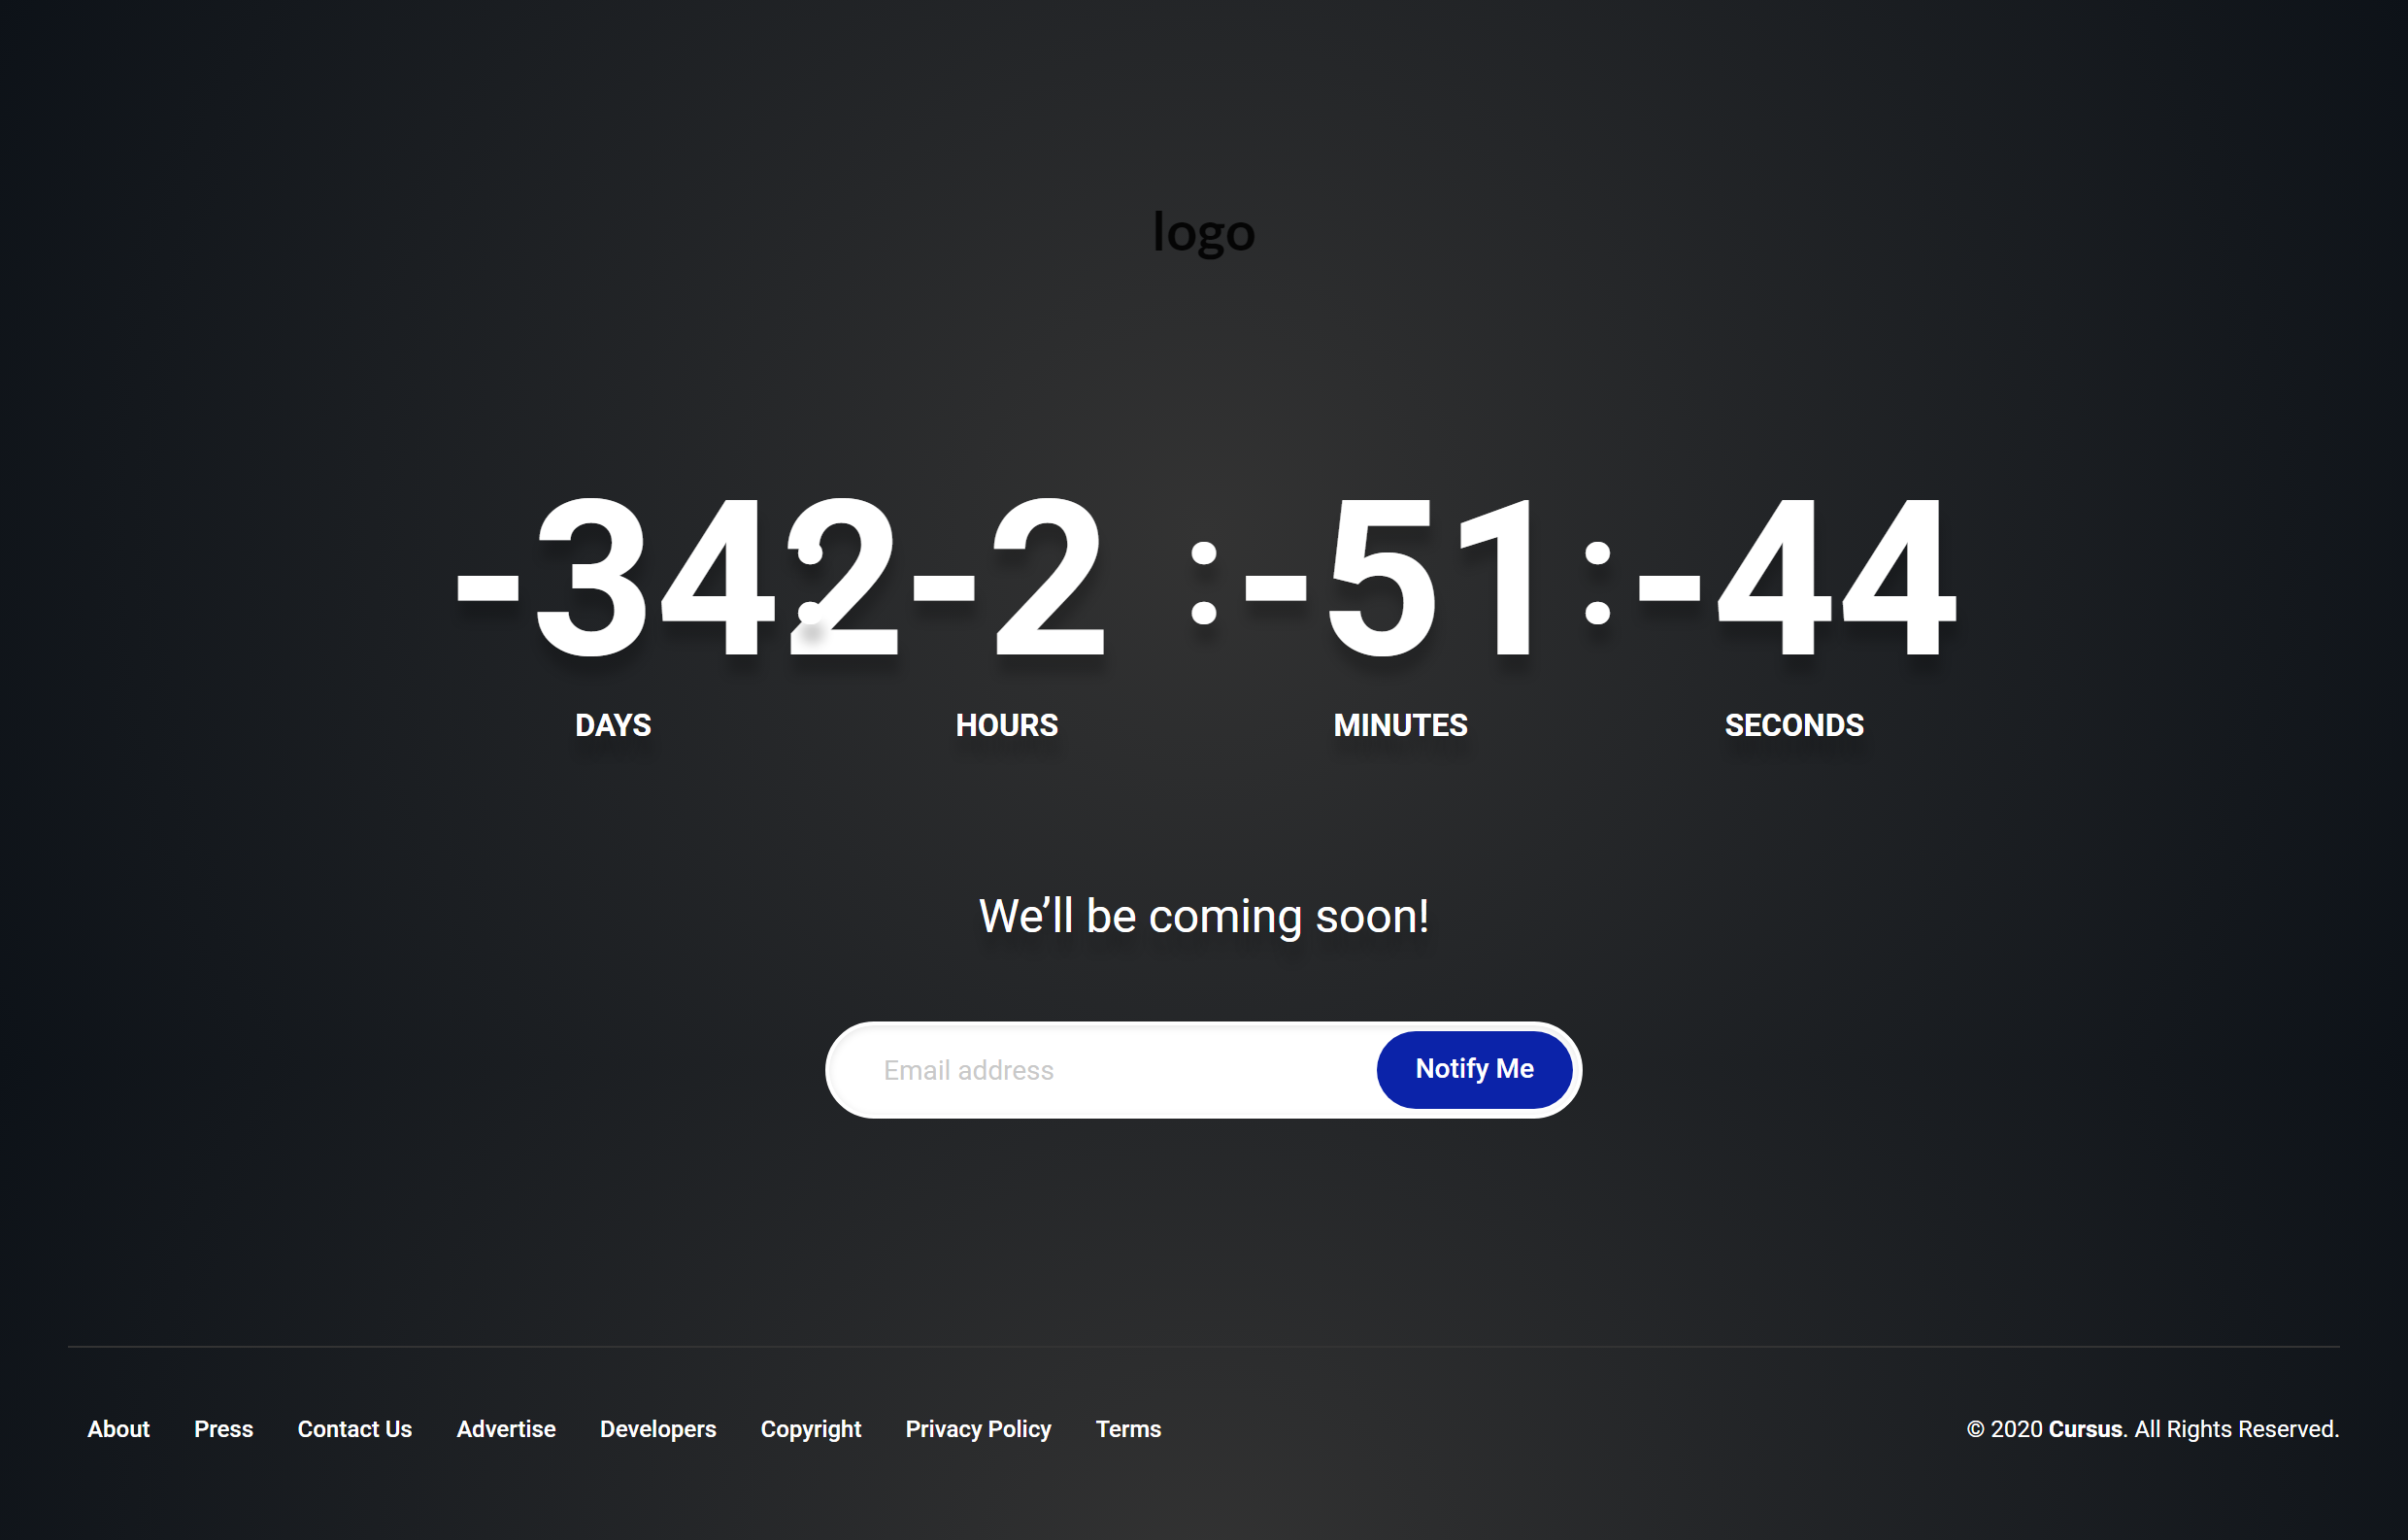 logo
-342:-2 :-51:-44
DAYS HOURS MINUTES SECONDS
We’ll be coming soon!
Email address Notify Me
About Press Contact Us Advertise Developers Copyright Privacy Policy Terms © 2020 Cursus. All Rights Reserved.